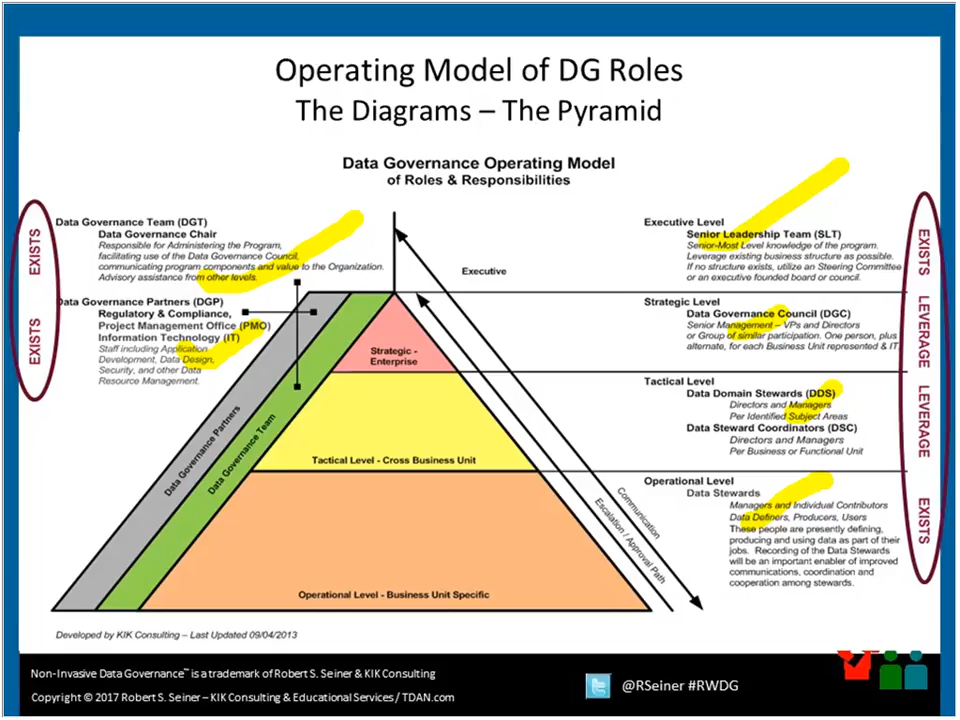 Operating Model of DG Roles
The Diagrams – The Pyramid
Data Governance Operating Model
of Roles & Responsibilities
EXISTS
EXISTS
Data Governance Team (DGT)
Data Governance Chair
Responsible for Administering the Program,
facilitating use of the Data Governance Council,
communicating program components and value to the Organization.
Advisory assistance from other levels.
Data Governance Partners (DGP)
Regulatory & Compliance,
Project Management Office (PMO)
Information Technology (IT)
Staff including Application
Development, Data Design,
Security, and other Data
Resource Management.
Executive
Strategic -
Enterprise
Tactical Level - Cross Business Unit
Operational Level - Business Unit Specific
Data Governance Partners
Data Governance Team
Communication
Escalation / Approval Path
Executive Level
Senior Leadership Team (SLT)
Senior-Most Level knowledge of the program.
Leverage existing business structure as possible.
If no structure exists, utilize an Steering Committee
or an executive founded board or council.
Strategic Level
Data Governance Council (DGC)
Senior Management – VPs and Directors
or Group of similar participation. One person, plus
alternate, for each Business Unit represented & IT
Tactical Level
Data Domain Stewards (DDS)
Directors and Managers
Per Identified Subject Areas
Data Steward Coordinators (DSC)
Directors and Managers
Per Business or Functional Unit
Operational Level
Data Stewards
Managers and Individual Contributors
Data Definers, Producers, Users
These people are presently defining,
producing and using data as part of their
jobs. Recording of the Data Stewards
will be an important enabler of improved
communications, coordination and
cooperation among stewards.
EXISTS
LEVERAGE
LEVERAGE
EXISTS
Developed by KIK Consulting – Last Updated 09/04/2013
Non-Invasive Data Governance™ is a trademark of Robert S. Seiner & KIK Consulting
Copyright © 2017 Robert S. Seiner – KIK Consulting & Educational Services / TDAN.com
@RSeiner #RWDG